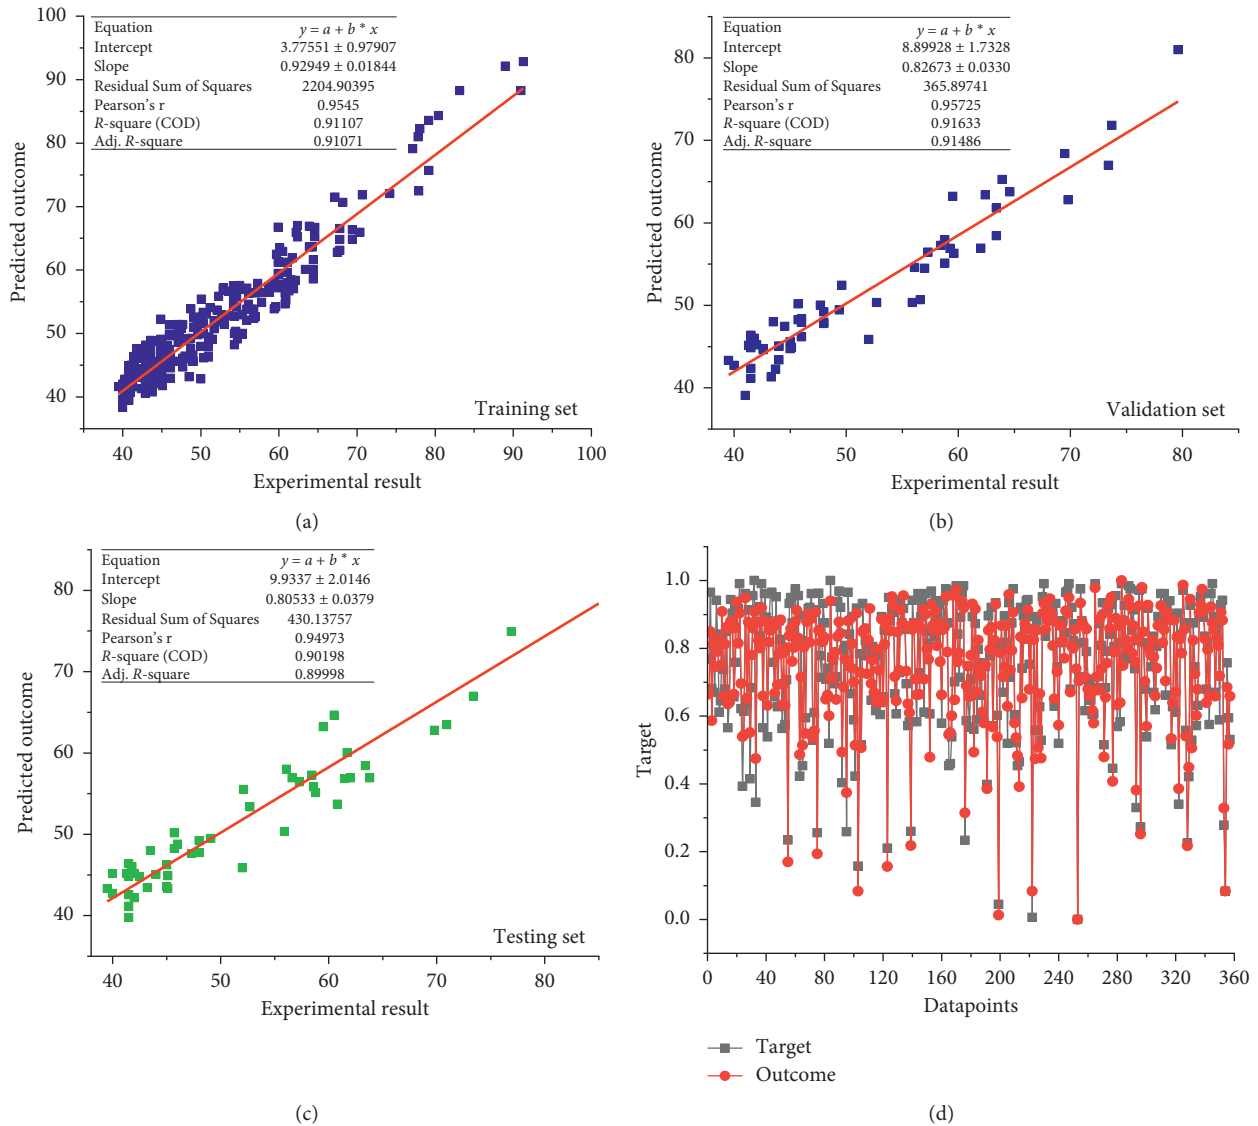 Equation y = a + b * x
Intercept 3.77551 ± 0.97907
Slope 0.92949 ± 0.01844
Residual Sum of Squares 2204.90395
Pearson's r 0.9545
R-square (COD) 0.91107
Adj. R-square 0.91071
100
90
80
70
60
50
40
Predicted outcome
Training set
40 50 60 70 80 90 100
Experimental result
(a)
Equation y = a + b * x
Intercept 8.89928 ± 1.7328
Slope 0.82673 ± 0.0330
Residual Sum of Squares 365.89741
Pearson's r 0.95725
R-square (COD) 0.91633
Adj. R-square 0.91486
80
70
60
50
40
Predicted outcome
Validation set
40 50 60 70 80
Experimental result
(b)
Equation y = a + b * x
Intercept 9.9337 ± 2.0146
Slope 0.80533 ± 0.0379
Residual Sum of Squares 430.13757
Pearson's r 0.94973
R-square (COD) 0.90198
Adj. R-square 0.89998
80
70
60
50
40
Predicted outcome
Testing set
40 50 60 70 80
Experimental result
(c)
1.0
0.8
0.6
0.4
0.2
0.0
Target
0 40 80 120 160 200 240 280 320 360
Datapoints
Target
Outcome
(d)